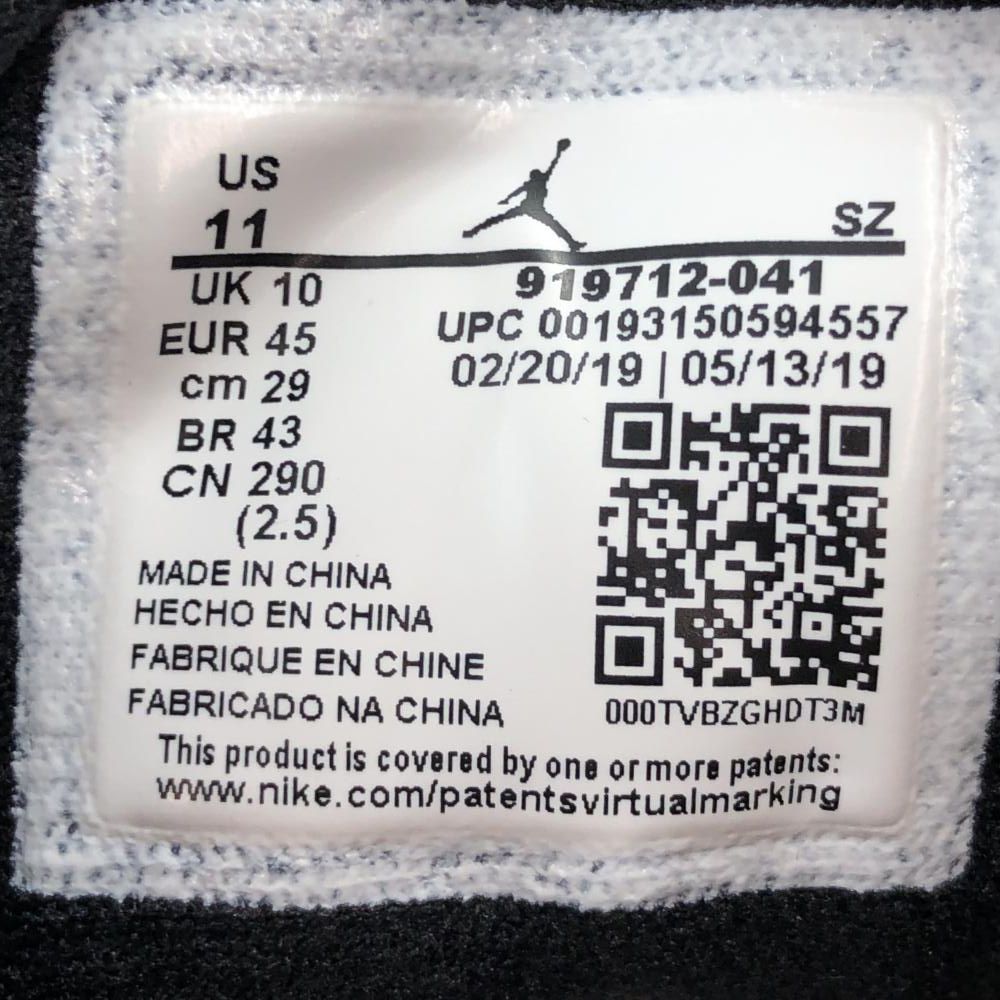 US
11
SZ
UK 10
EUR 45
cm 29
BR 43
CN 290
(2.5)
919712-041
UPC 00193150594557
02/20/19 | 05/13/19
MADE IN CHINA
HECHO EN CHINA
FABRIQUE EN CHINE
FABRICADO NA CHINA
000TVBZGHDT3M
This product is covered by one or more patents:
www.nike.com/patentsvirtualmarking